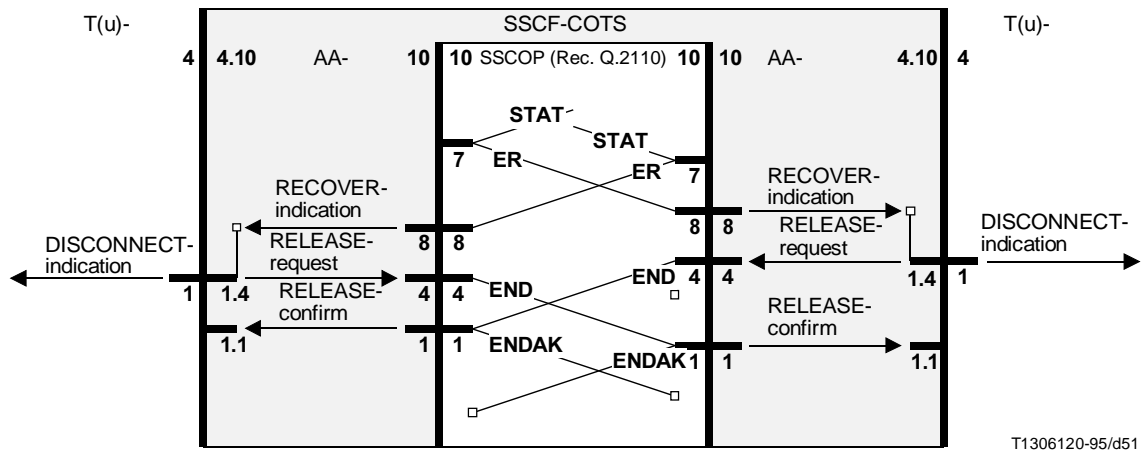 T(u)- SSCF-COTS T(u)-
4 4.10 AA- 10 10 SSCOP (Rec. Q.2110) 10 10 AA- 4.10 4
STAT
STAT
7 ER ER 7
RECOVER-
indication
RECOVER-
indication
8 8 8 8
DISCONNECT-
indication
RELEASE-
request
RELEASE-
request
DISCONNECT-
indication
1 1.4 4 4 END END 4 4 1.4 1
RELEASE-
confirm
RELEASE-
confirm
1.1 1 1 ENDAK ENDAK 1 1 1.1
T1306120-95/d51